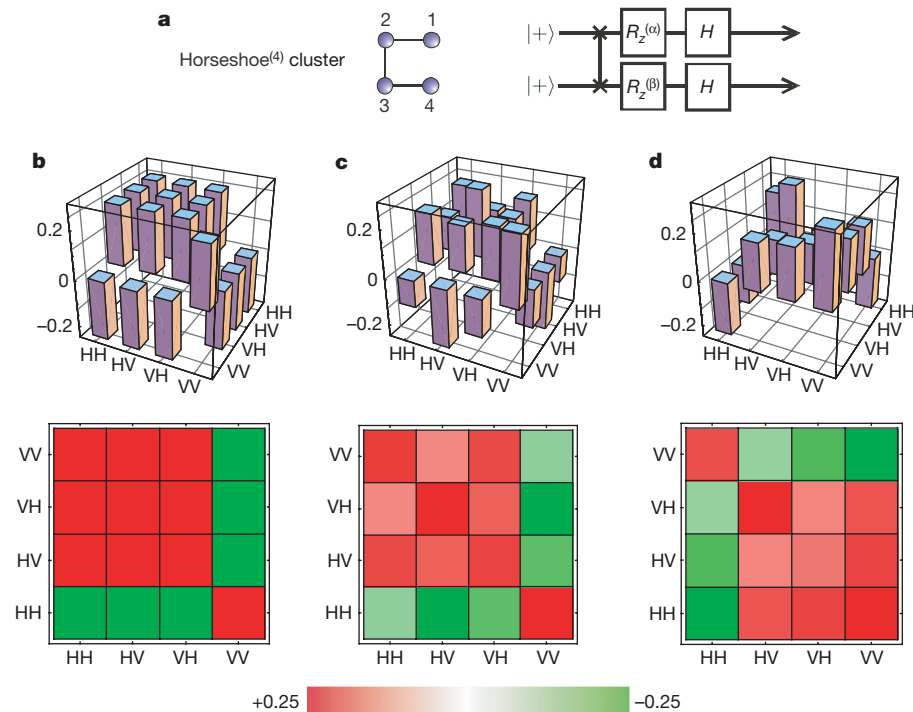 a
2 1
Horseshoe(4) cluster
3 4
|+⟩ Rz(α) H
|+⟩ Rz(β) H
b
0.2
0
−0.2
HH
HV
VH
VV
HH
HV
VH
VV
c
0.2
0
−0.2
HH
HV
VH
VV
HH
HV
VH
VV
d
0.2
0
−0.2
HH
HV
VH
VV
HH
HV
VH
VV
VV
VH
HV
HH
HH HV VH VV
VV
VH
HV
HH
HH HV VH VV
VV
VH
HV
HH
HH HV VH VV
+0.25 −0.25